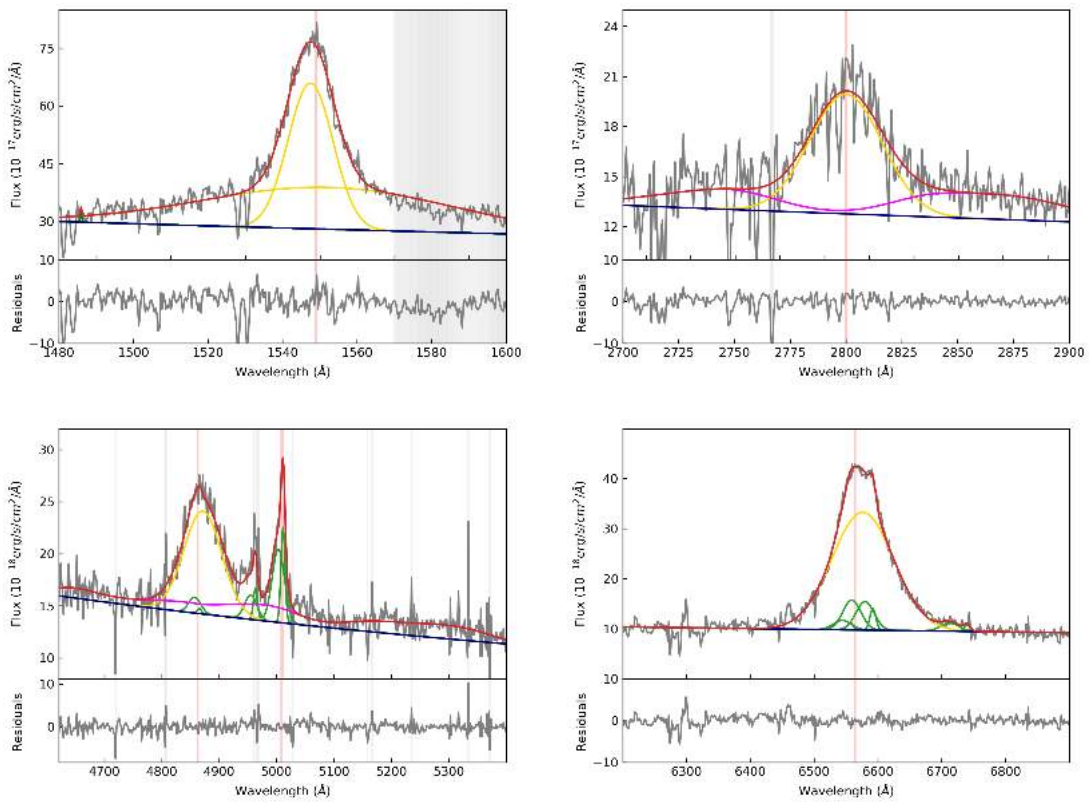 75
60
45
30
10
Flux (10⁻¹⁷erg/s/cm²/Å)
0
−10
Residuals
1480 1500 1520 1540 1560 1580 1600
Wavelength (Å)
24
21
18
15
12
10
Flux (10⁻¹⁷erg/s/cm²/Å)
0
−10
Residuals
2700 2725 2750 2775 2800 2825 2850 2875 2900
Wavelength (Å)
30
25
20
15
10
Flux (10⁻¹⁸erg/s/cm²/Å)
10
0
Residuals
4700 4800 4900 5000 5100 5200 5300
Wavelength (Å)
40
30
20
10
Flux (10⁻¹⁸erg/s/cm²/Å)
10
0
−10
Residuals
6300 6400 6500 6600 6700 6800
Wavelength (Å)